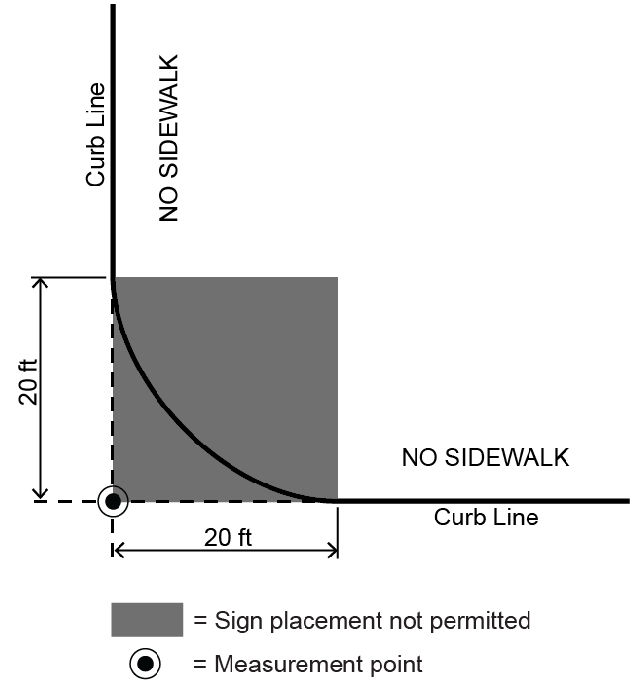 Curb Line
NO SIDEWALK
20 ft
NO SIDEWALK
Curb Line
20 ft
= Sign placement not permitted
= Measurement point